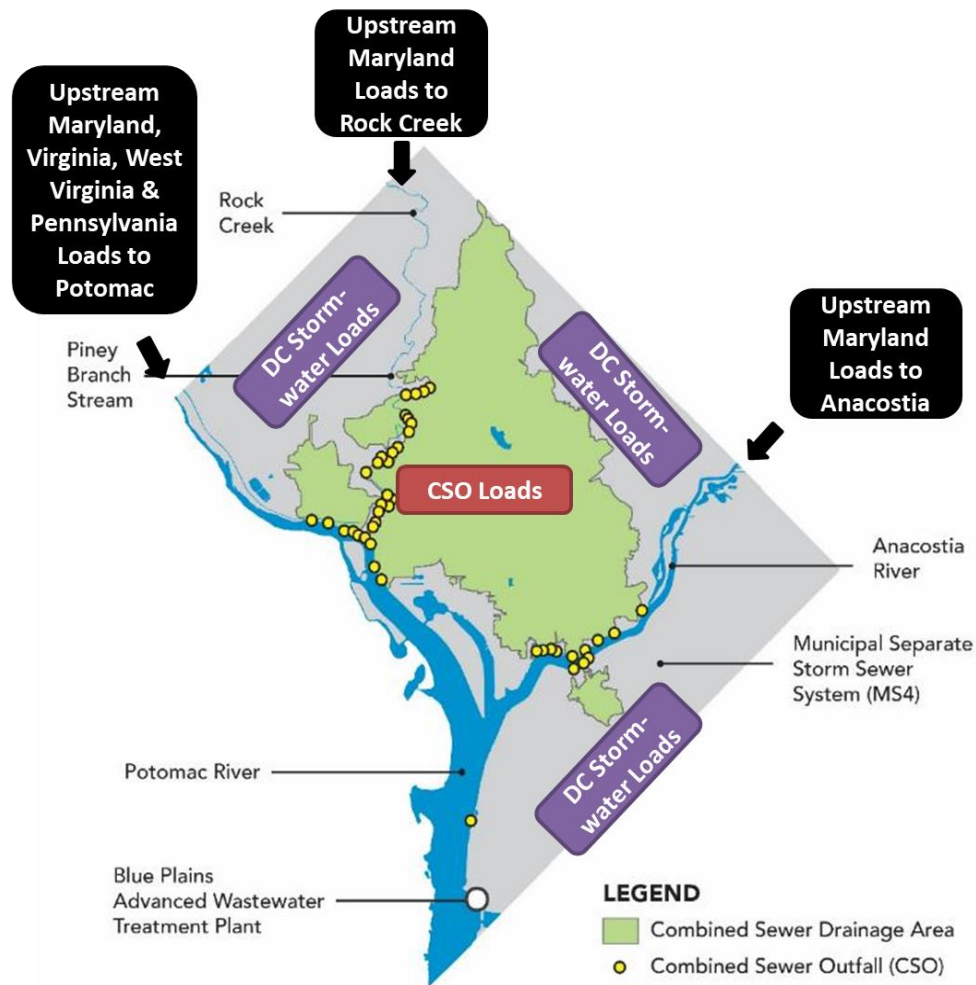 Upstream
Maryland
Loads to
Rock Creek
Upstream
Maryland,
Virginia, West
Virginia &
Pennsylvania
Loads to
Potomac
Rock
Creek
DC Storm-
water Loads
DC Storm-
water Loads
Upstream
Maryland
Loads to
Anacostia
Piney
Branch
Stream
CSO Loads
Anacostia
River
Municipal Separate
Storm Sewer
System (MS4)
DC Storm-
water Loads
Potomac River
Blue Plains
Advanced Wastewater
Treatment Plant
LEGEND
Combined Sewer Drainage Area
Combined Sewer Outfall (CSO)